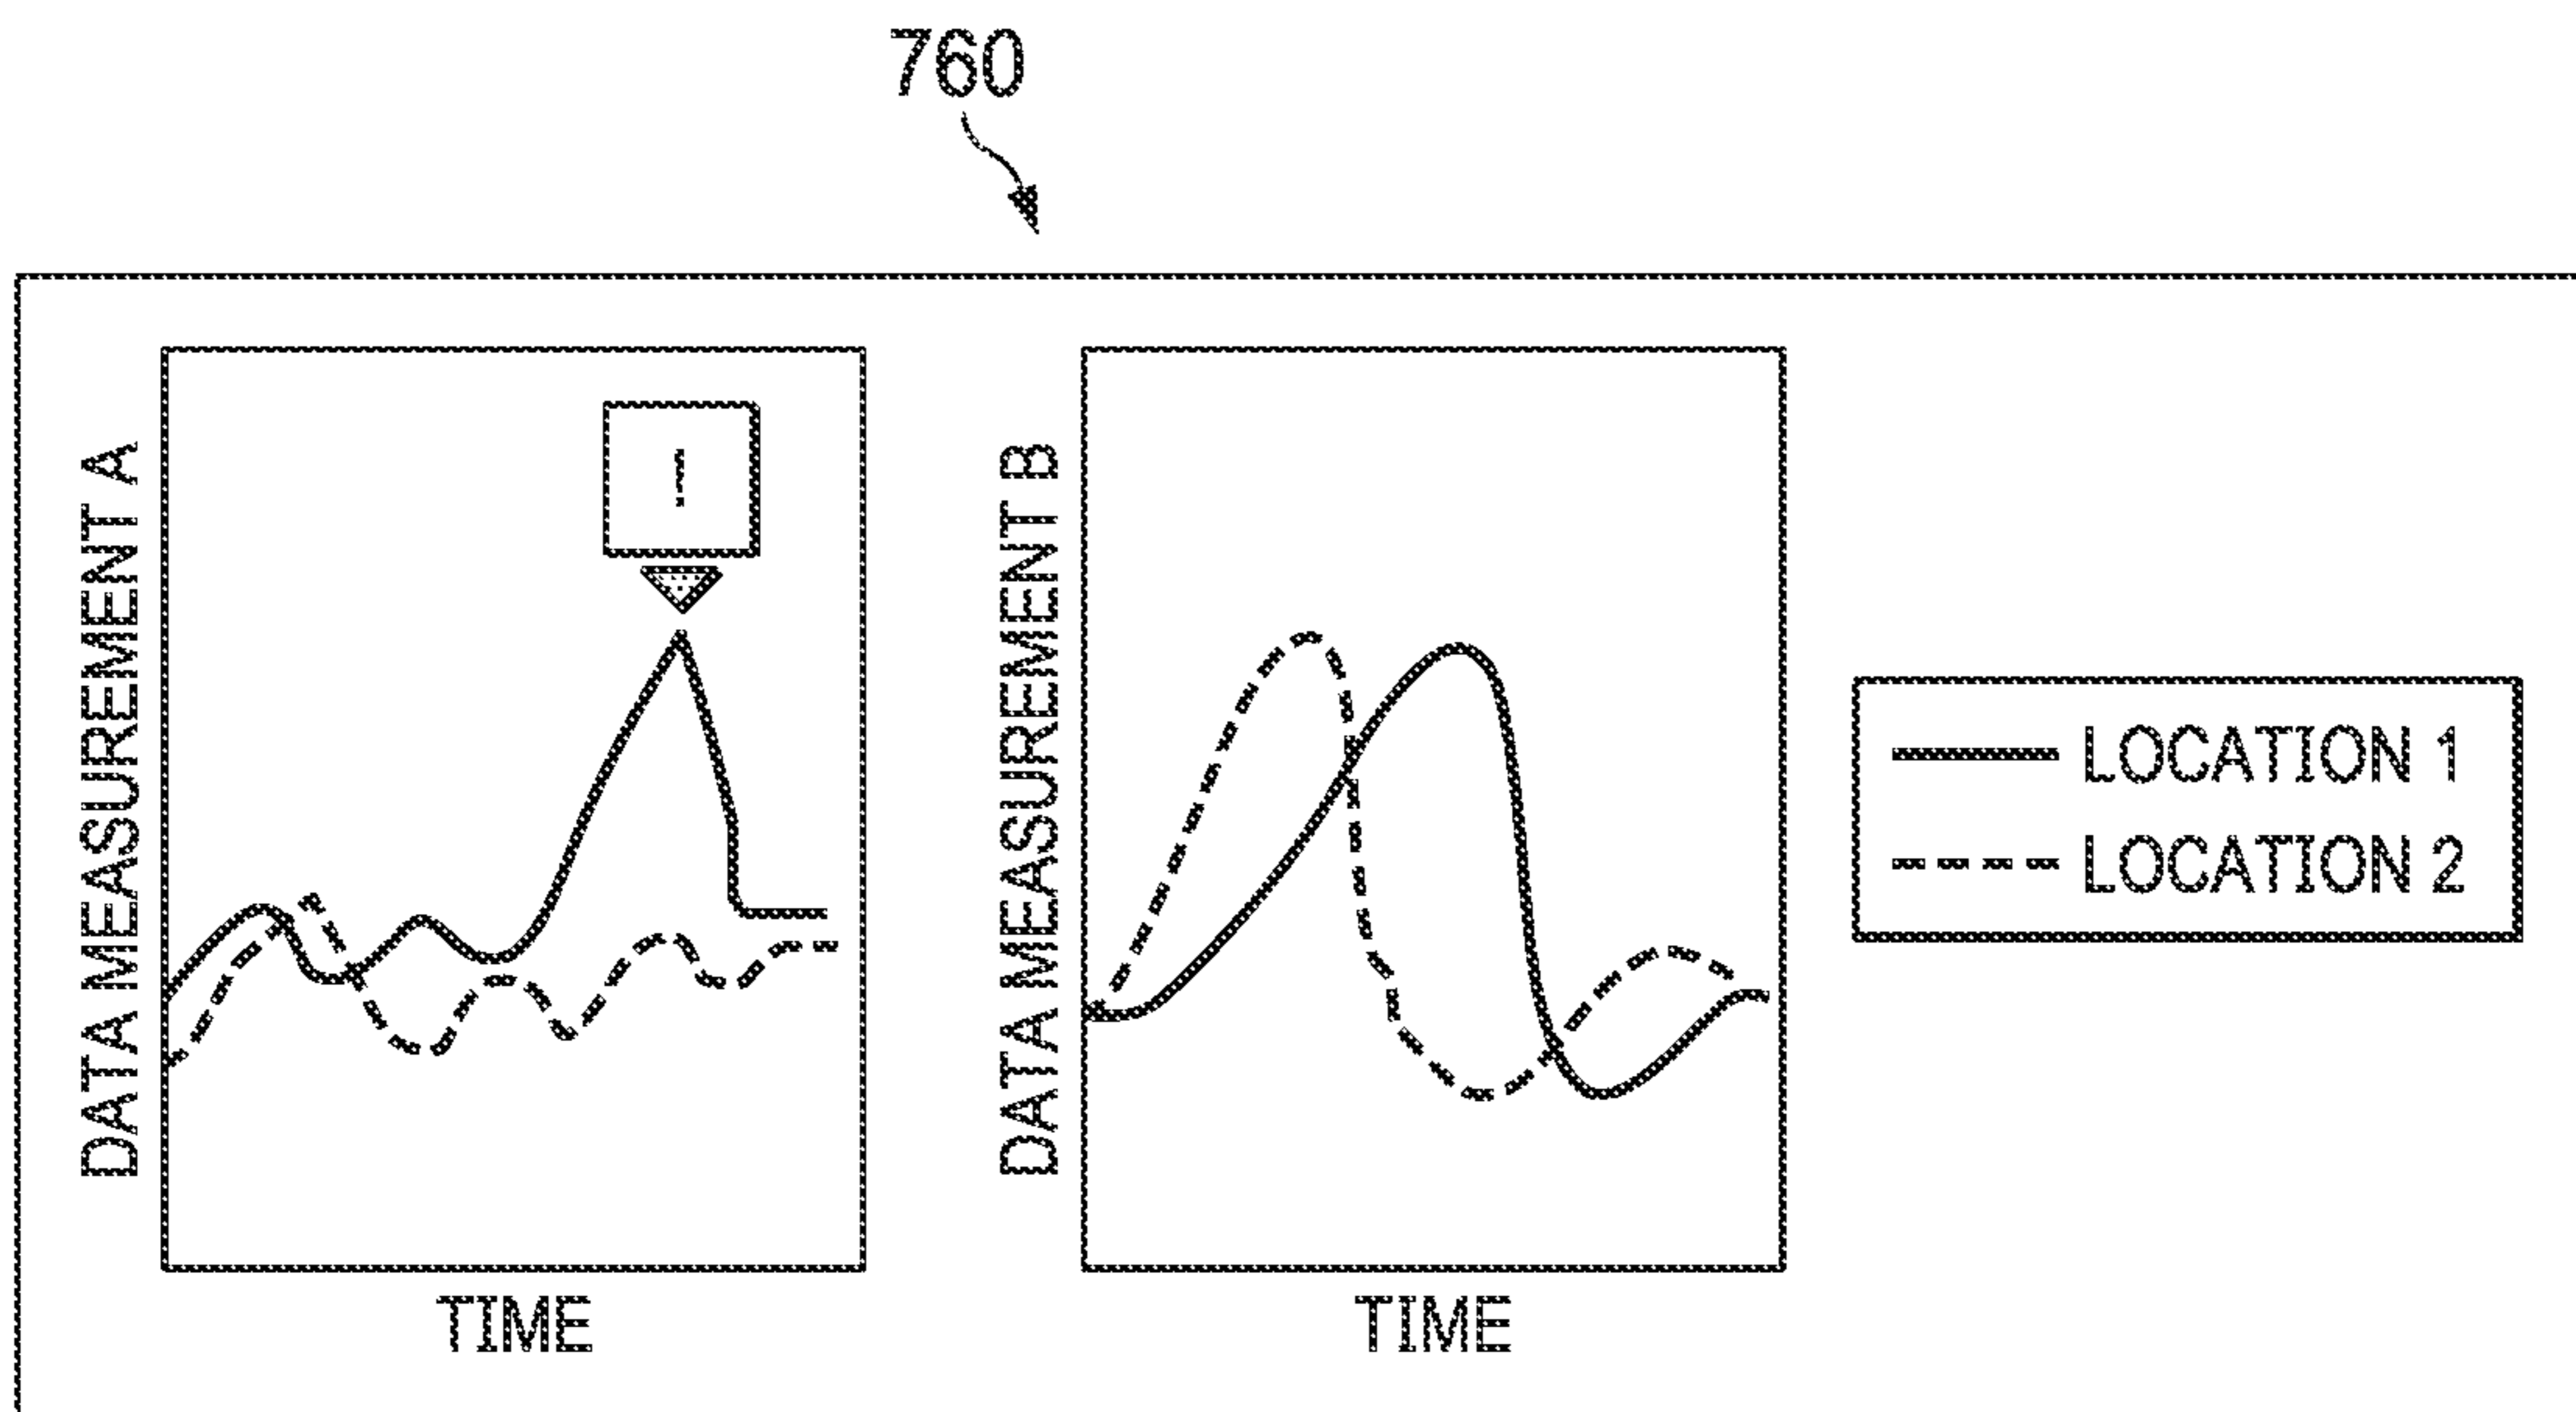 760
DATA MEASUREMENT A
!
TIME
DATA MEASUREMENT B
TIME
LOCATION 1
LOCATION 2